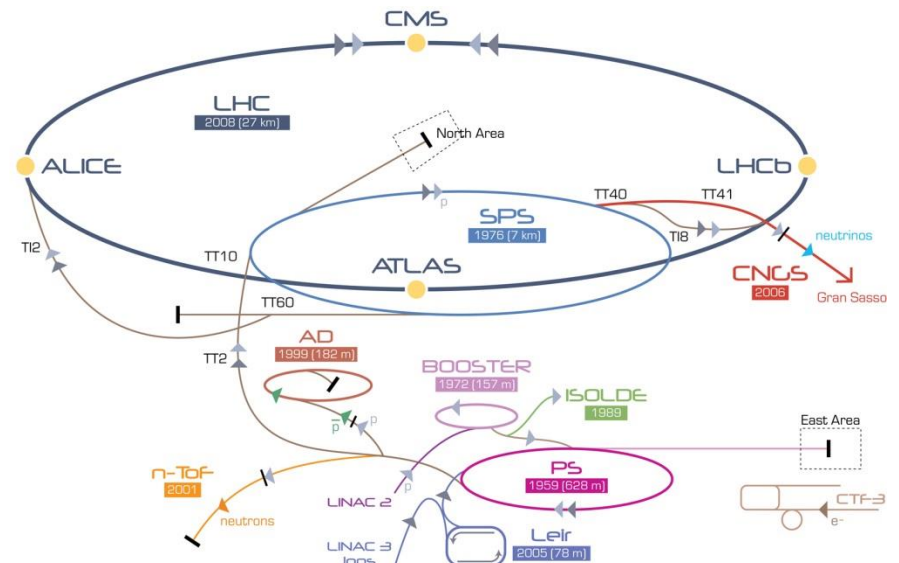 CMS
LHC
2008 (27 km)
North Area
ALICE
LHCb
TT40
TT41
p
SPS
1976 (7 km)
TI8
neutrinos
TI2
TT10
ATLAS
CNGS
2006
Gran Sasso
TT60
AD
1999 (182 m)
TT2
BOOSTER
1972 (157 m)
ISOLDE
1989
p̅
p
East Area
n-ToF
2001
PS
1959 (628 m)
p
LINAC 2
neutrons
CTF-3
e-
LINAC 3
Ions
LeIr
2005 (78 m)